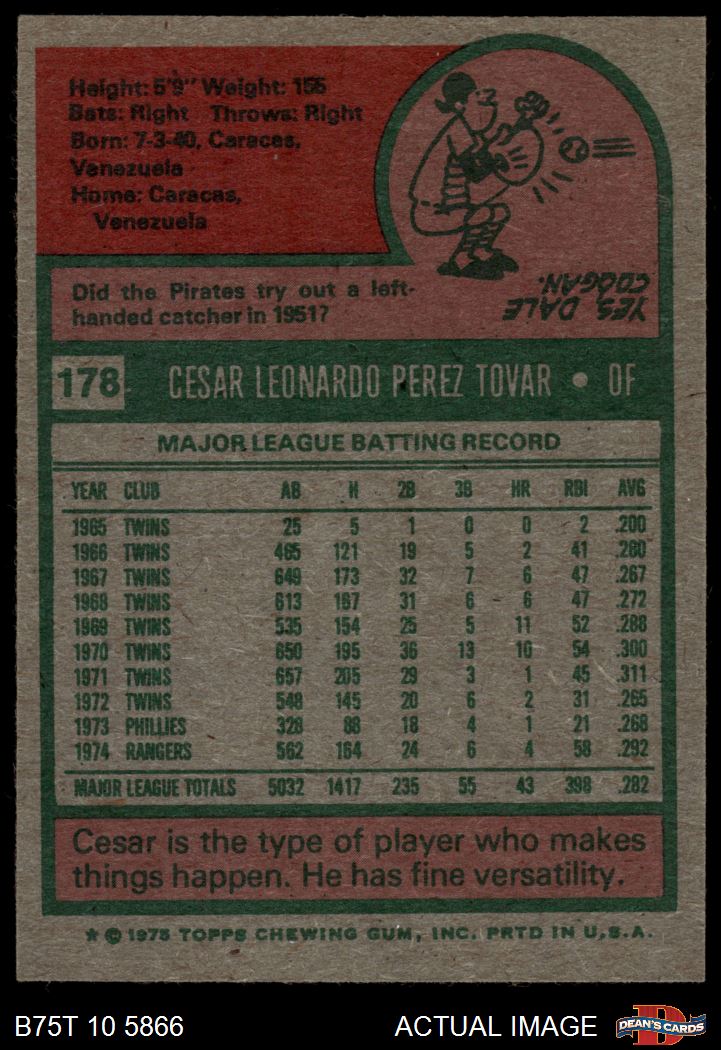 Height: 5'9" Weight: 155
Bats: Right Throws: Right
Born: 7-3-40, Caracas,
Venezuela
Home: Caracas,
Venezuela
Did the Pirates try out a left-
handed catcher in 1951?
YES, DALE
COOGAN.
178 CESAR LEONARDO PEREZ TOVAR • OF
MAJOR LEAGUE BATTING RECORD
YEAR CLUB AB H 2B 3B HR RBI AVG
1965 TWINS 25 5 1 0 0 2 .200
1966 TWINS 465 121 19 5 2 41 .260
1967 TWINS 649 173 32 7 6 47 .267
1968 TWINS 613 167 31 6 6 47 .272
1969 TWINS 535 154 25 5 11 52 .288
1970 TWINS 650 195 36 13 10 54 .300
1971 TWINS 657 205 29 3 1 45 .311
1972 TWINS 548 145 20 6 2 31 .265
1973 PHILLIES 328 88 18 4 1 21 .268
1974 RANGERS 562 164 24 6 4 58 .292
MAJOR LEAGUE TOTALS 5032 1417 235 55 43 398 .282
Cesar is the type of player who makes
things happen. He has fine versatility.
★ © 1975 TOPPS CHEWING GUM, INC. PRTD IN U.S.A.
B75T 10 5866 ACTUAL IMAGE DEAN'S CARDS